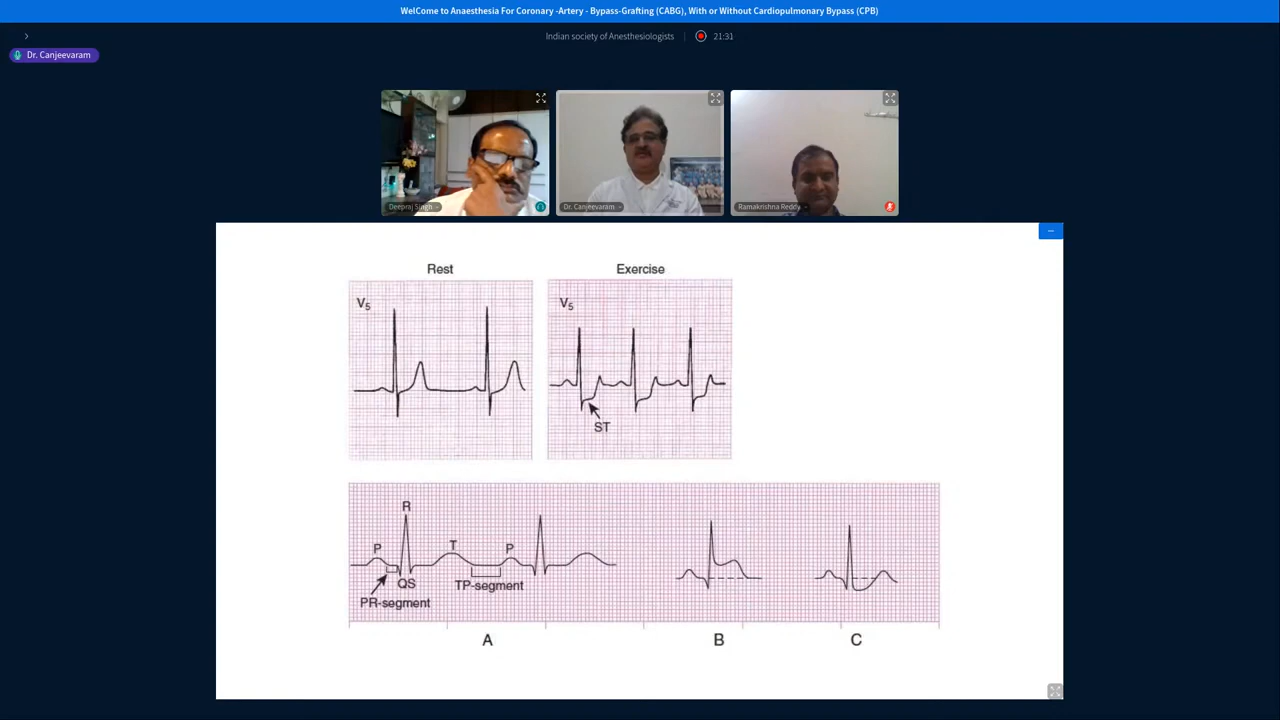 WelCome to Anaesthesia For Coronary -Artery - Bypass-Grafting (CABG), With or Without Cardiopulmonary Bypass (CPB)
Indian society of Anesthesiologists | 21:31
Dr. Canjeevaram
Deepraj Singh
Dr. Canjeevaram
Ramakrishna Reddy
Rest Exercise
V5 V5
ST
R
P T P
QS TP-segment
PR-segment
A B C